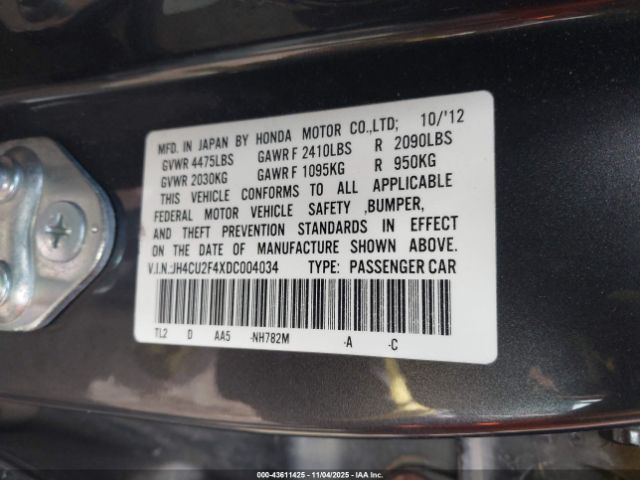 MFD. IN JAPAN BY HONDA MOTOR CO.,LTD; 10/'12
GVWR 4475LBS GAWR F 2410LBS R 2090LBS
GVWR 2030KG GAWR F 1095KG R 950KG
THIS VEHICLE CONFORMS TO ALL APPLICABLE
FEDERAL MOTOR VEHICLE SAFETY ,BUMPER,
AND THEFT PREVENTION STANDARDS IN EFFECT
ON THE DATE OF MANUFACTURE SHOWN ABOVE.
V.I.N.:JH4CU2F4XDC004034 TYPE: PASSENGER CAR
TL2 D AA5 -NH782M -A -C
000-43611425 - 11/04/2025 - IAA Inc.